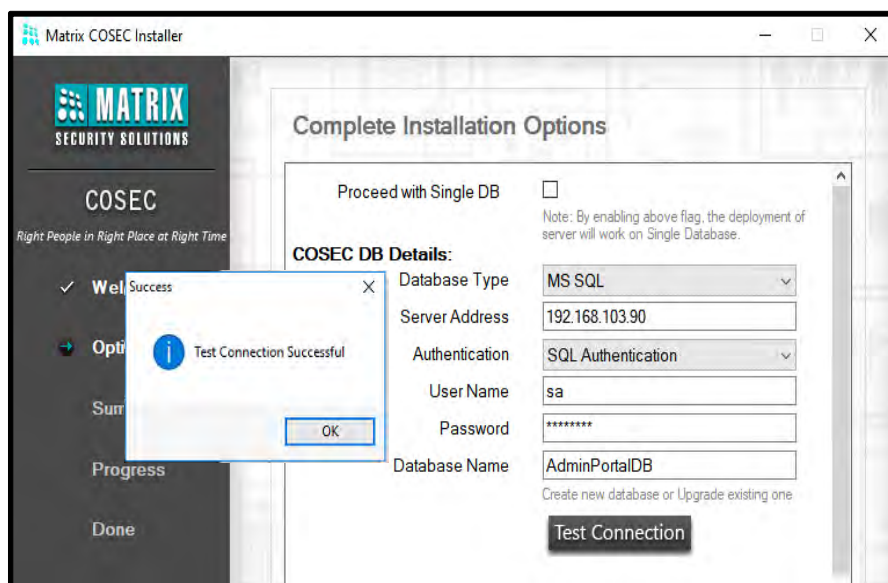 Matrix COSEC Installer
MATRIX
SECURITY SOLUTIONS
COSEC
Right People in Right Place at Right Time
Complete Installation Options
Proceed with Single DB
Note: By enabling above flag, the deployment of
server will work on Single Database.
COSEC DB Details:
Database Type
MS SQL
Server Address
192.168.103.90
Authentication
SQL Authentication
User Name
sa
Password
********
Database Name
AdminPortalDB
Create new database or Upgrade existing one
Test Connection
Success
Test Connection Successful
OK
Progress
Done